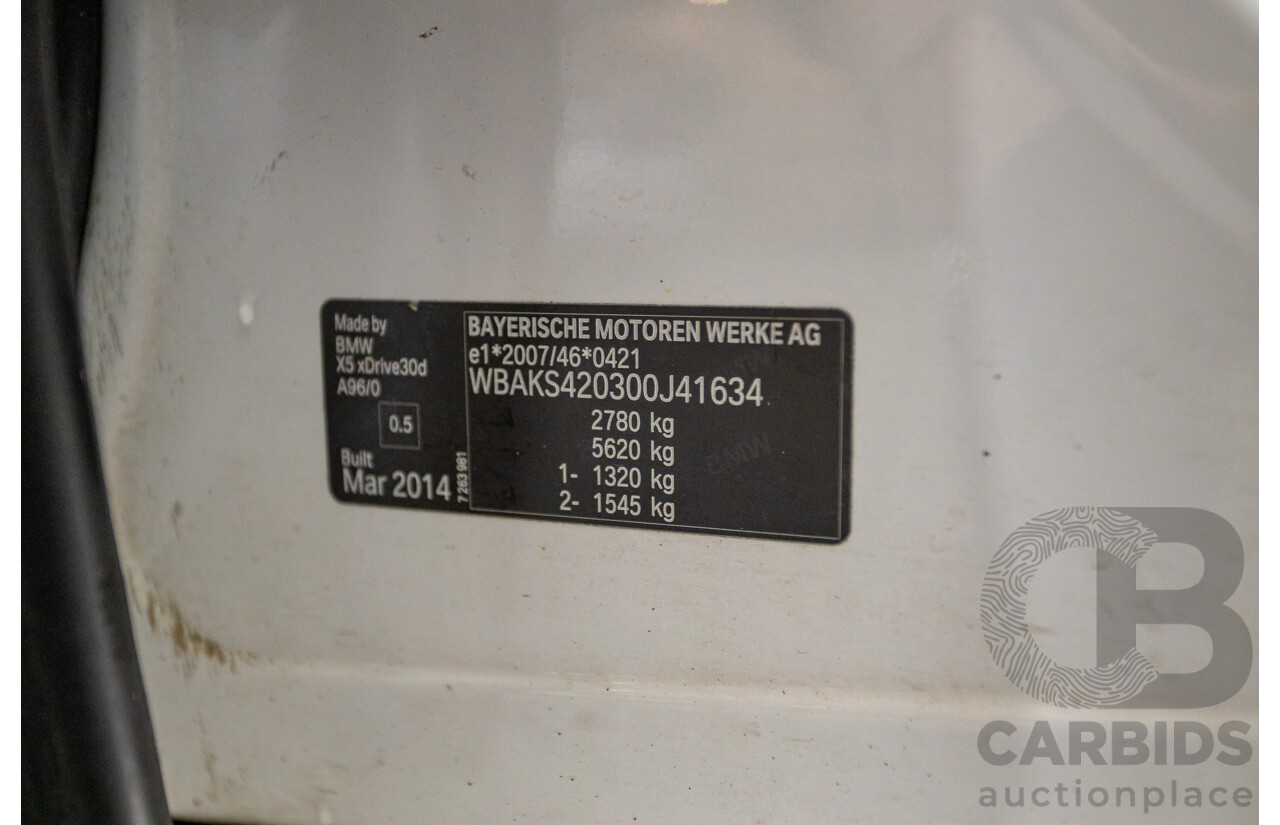 Made by
BMW
X5 xDrive30d
A96/0
0.5
Built
Mar 2014
7 263 981
BAYERISCHE MOTOREN WERKE AG
e1*2007/46*0421
WBAKS420300J41634
2780 kg
5620 kg
1- 1320 kg
2- 1545 kg
BMW
CB
CARBIDS
auctionplace